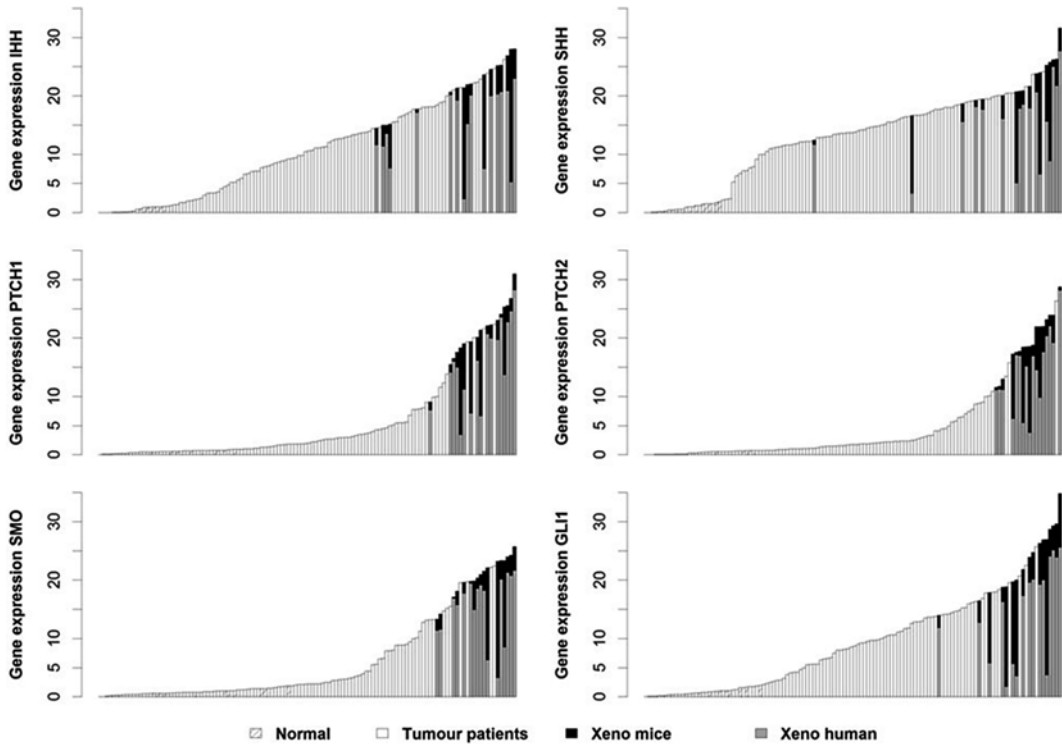 Gene expression IHH
0 5 10 20 30
Gene expression SHH
0 5 10 20 30
Gene expression PTCH1
0 5 10 20 30
Gene expression PTCH2
0 5 10 20 30
Gene expression SMO
0 5 10 20 30
Gene expression GLI1
0 5 10 20 30
Normal Tumour patients Xeno mice Xeno human